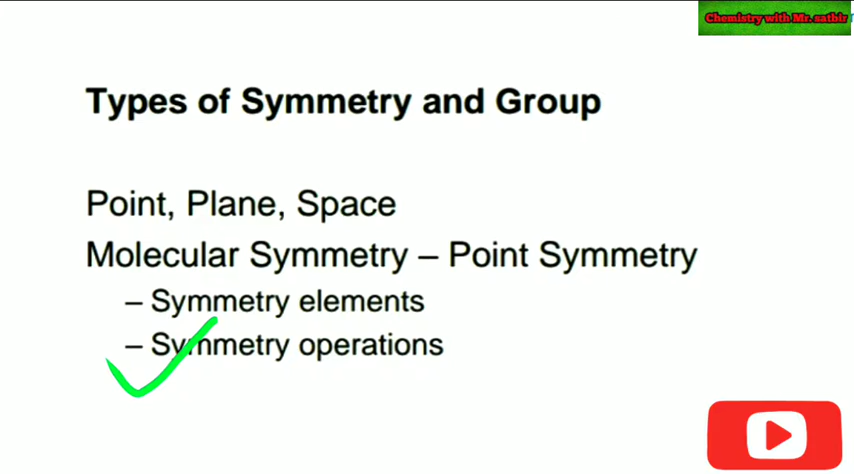 Chemistry with Mr. satbir
Types of Symmetry and Group
Point, Plane, Space
Molecular Symmetry – Point Symmetry
– Symmetry elements
– Symmetry operations